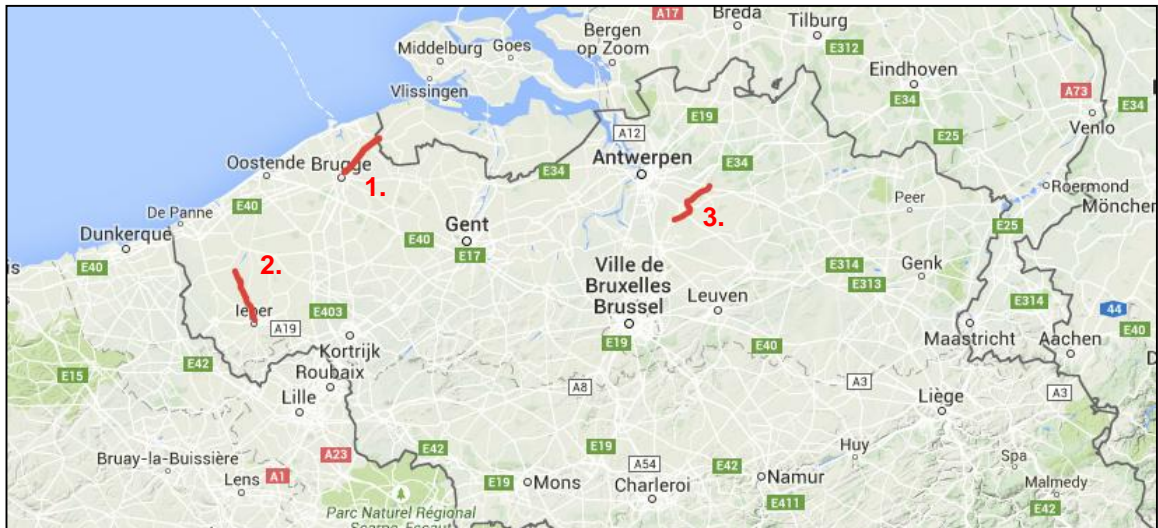 A17
Breda
Tilburg
Bergen
op Zoom
E312
Middelburg
Goes
Eindhoven
Vlissingen
E34
A73
E34
E19
Venlo
A12
E25
Oostende
Brugge
Antwerpen
E34
E34
1.
Roermond
Peer
Mönchen
De Panne
E40
3.
E25
Dunkerque
Gent
E40
E17
2.
E40
Ville de
Bruxelles
Brussel
E314
E313
Genk
Leuven
E314
Ieper
A19
E403
44
E40
Maastricht
Aachen
E19
Kortrijk
E40
E42
Roubaix
E15
A8
A3
A3
Lille
Liège
E42
E19
Huy
Bruay-la-Buissière
A23
A54
E42
Spa
A1
Lens
E19
Mons
Namur
Charleroi
Malmedy
E411
E42
Parc Naturel Régional